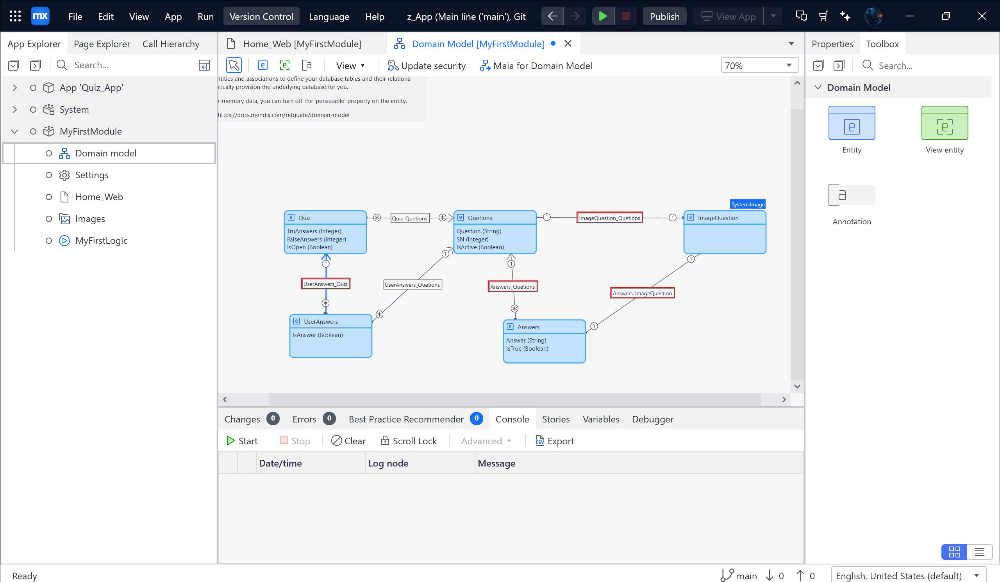 mx File Edit View App Run Version Control Language Help z_App (Main line ('main'), Git Publish View App
App Explorer Page Explorer Call Hierarchy
Search...
App 'Quiz_App'
System
MyFirstModule
Domain model
Settings
Home_Web
Images
MyFirstLogic
Home_Web [MyFirstModule] Domain Model [MyFirstModule]
e e a View Update security Maia for Domain Model 70%
ntities and associations to define your database tables and their relations.
tically provision the underlying database for you.
n-memory data, you can turn off the 'persistable' property on the entity.
https://docs.mendix.com/refguide/domain-model
System.Image
e Quiz
TruAnswers (Integer)
FalseAnswers (Integer)
IsOpen (Boolean)
* Quiz_Quetions *
e Quetions
Question (String)
SN (Integer)
IsActive (Boolean)
1 ImageQuestion_Quetions 1
e ImageQuestion
1 UserAnswers_Quiz *
1 UserAnswers_Quetions *
1 Answers_Quetions *
1 Answers_ImageQuestion 1
e UserAnswers
IsAnswer (Boolean)
e Answers
Answer (String)
IsTrue (Boolean)
Changes 0 Errors 0 Best Practice Recommender 0 Console Stories Variables Debugger
Start Stop Clear Scroll Lock Advanced CSV Export
Date/time Log node Message
Properties Toolbox
Search...
Domain Model
e e
Entity View entity
a
Annotation
Ready main 0 0 English, United States (default)